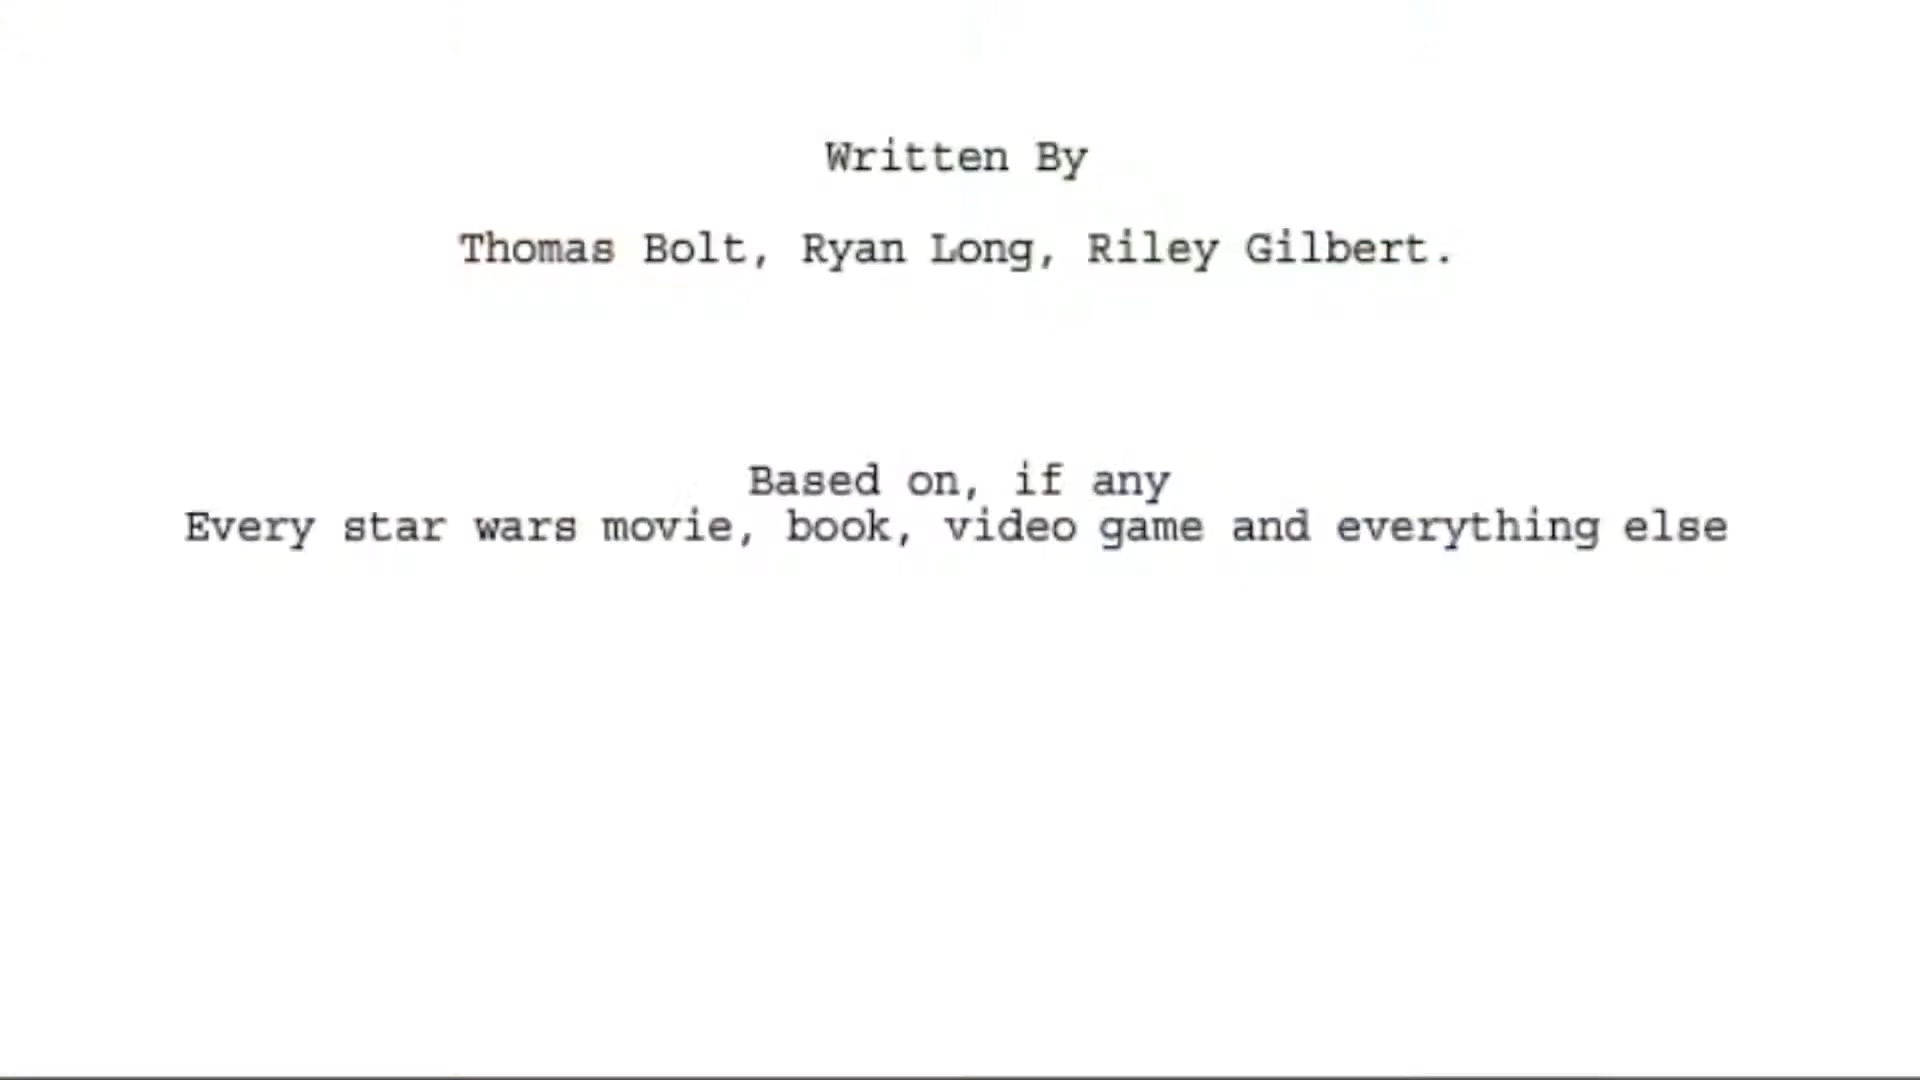 Written By
Thomas Bolt, Ryan Long, Riley Gilbert.
Based on, if any
Every star wars movie, book, video game and everything else